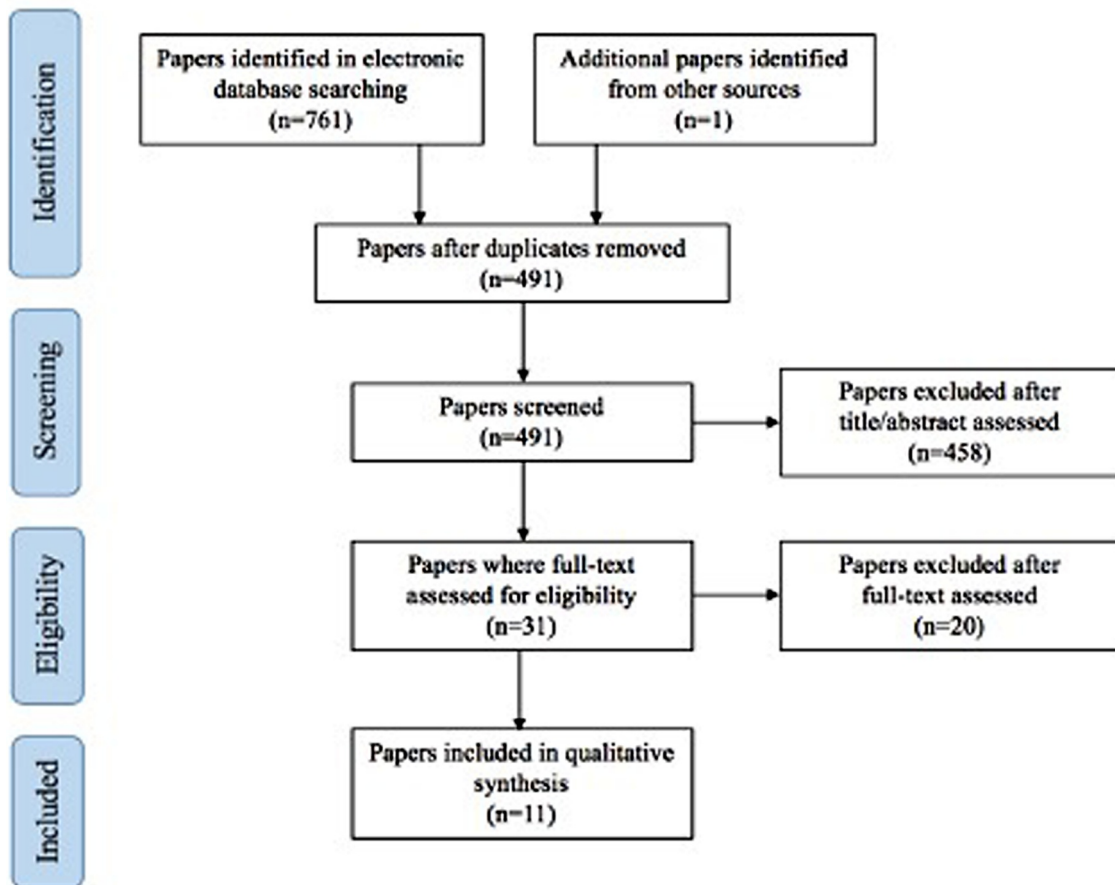 Identification
Papers identified in electronic
database searching
(n=761)
Additional papers identified
from other sources
(n=1)
Papers after duplicates removed
(n=491)
Screening
Papers screened
(n=491)
Papers excluded after
title/abstract assessed
(n=458)
Eligibility
Papers where full-text
assessed for eligibility
(n=31)
Papers excluded after
full-text assessed
(n=20)
Included
Papers included in qualitative
synthesis
(n=11)